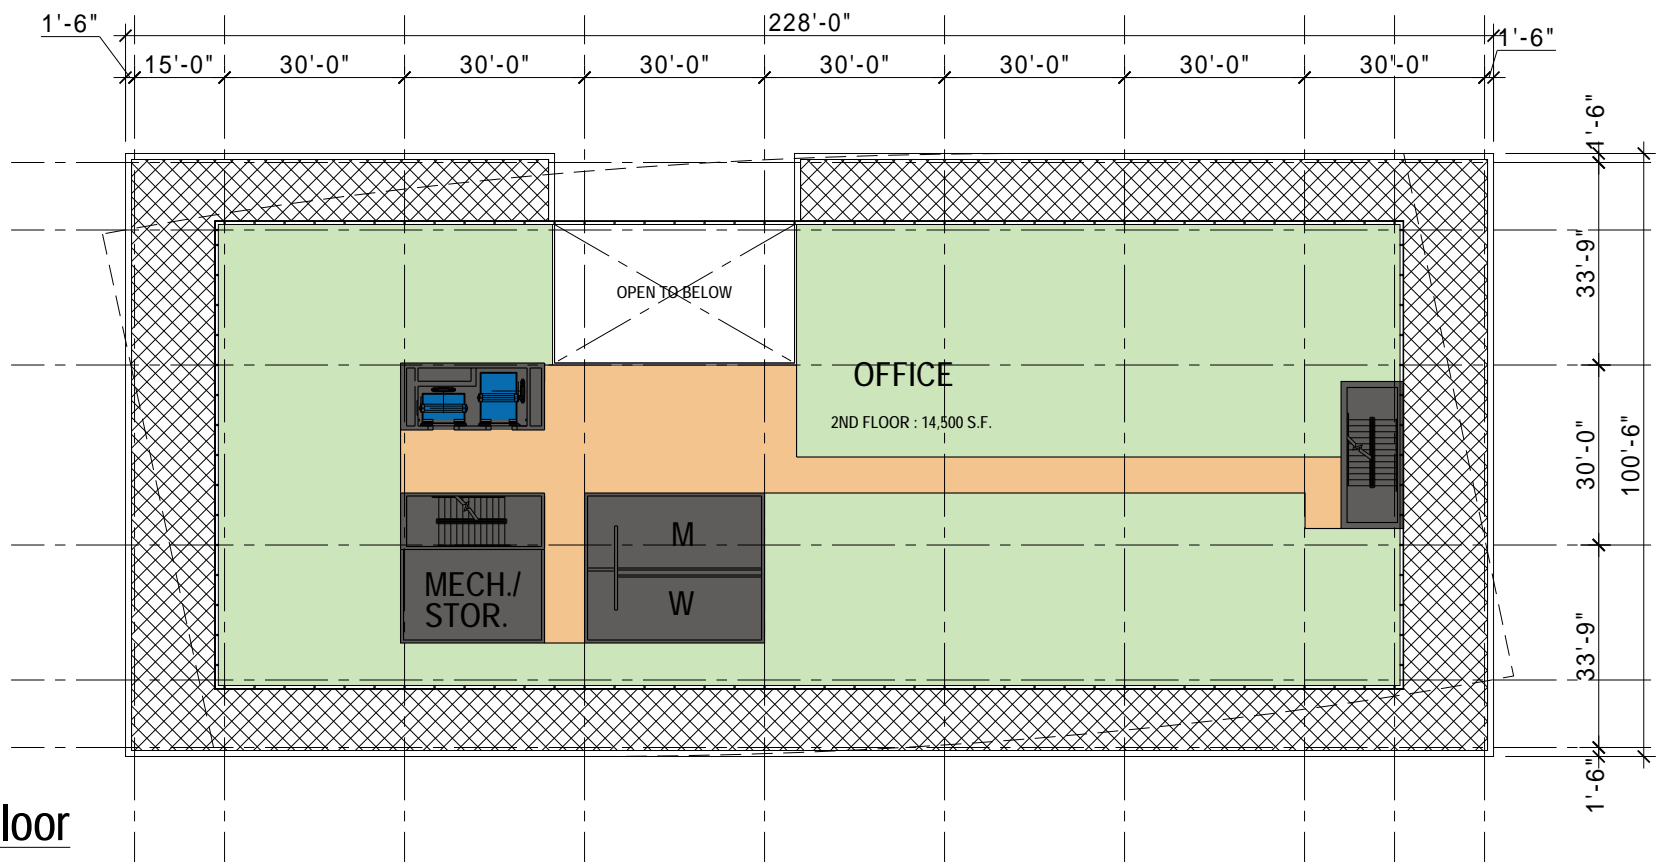 1'-6"
228'-0"
1'-6"
15'-0"
30'-0"
30'-0"
30'-0"
30'-0"
30'-0"
30'-0"
30'-0"
1'-6"
33'-9"
30'-0"
100'-6"
33'-9"
1'-6"
OPEN TO BELOW
OFFICE
2ND FLOOR : 14,500 S.F.
M
W
MECH./
STOR.
loor